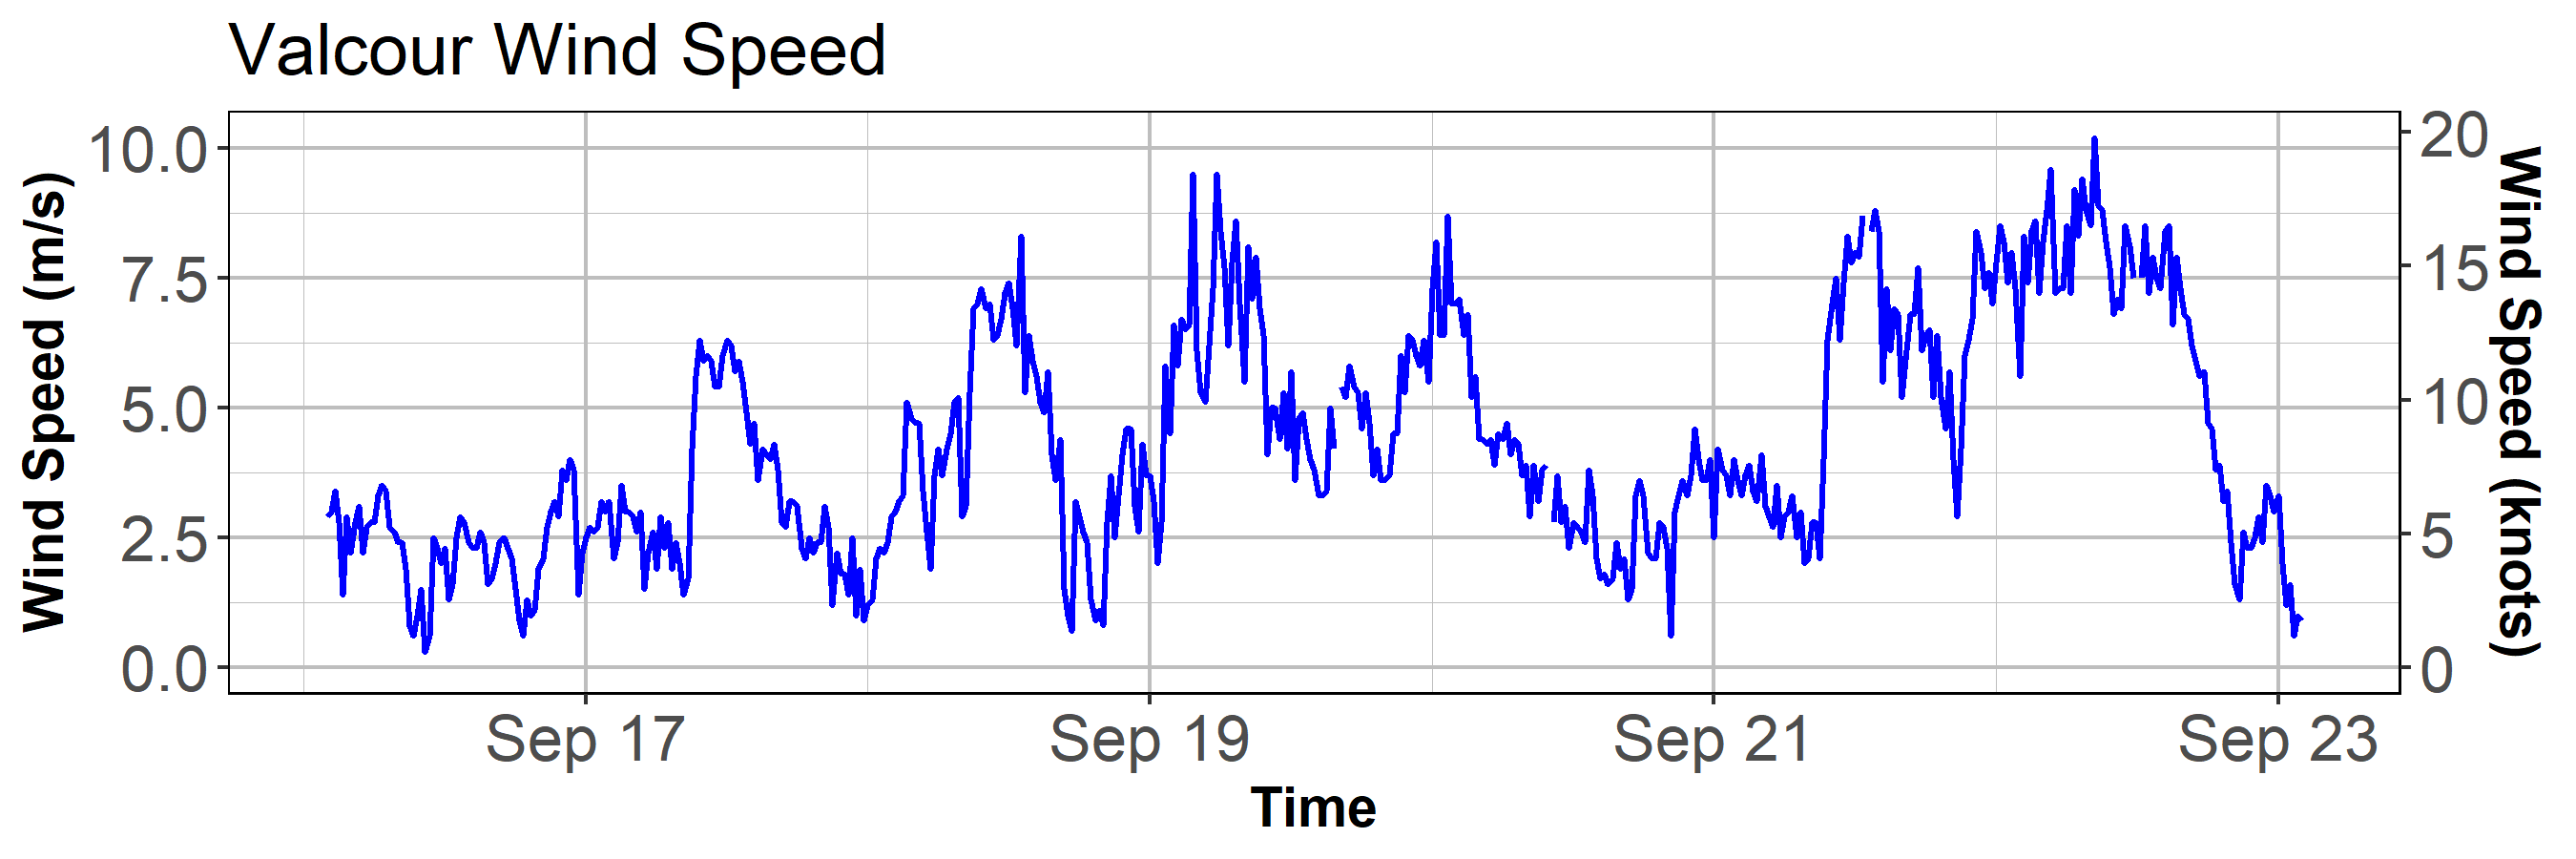 Valcour Wind Speed
Wind Speed (m/s)
10.0
7.5
5.0
2.5
0.0
20
15
10
5
0
Wind Speed (knots)
Sep 17
Sep 19
Sep 21
Sep 23
Time